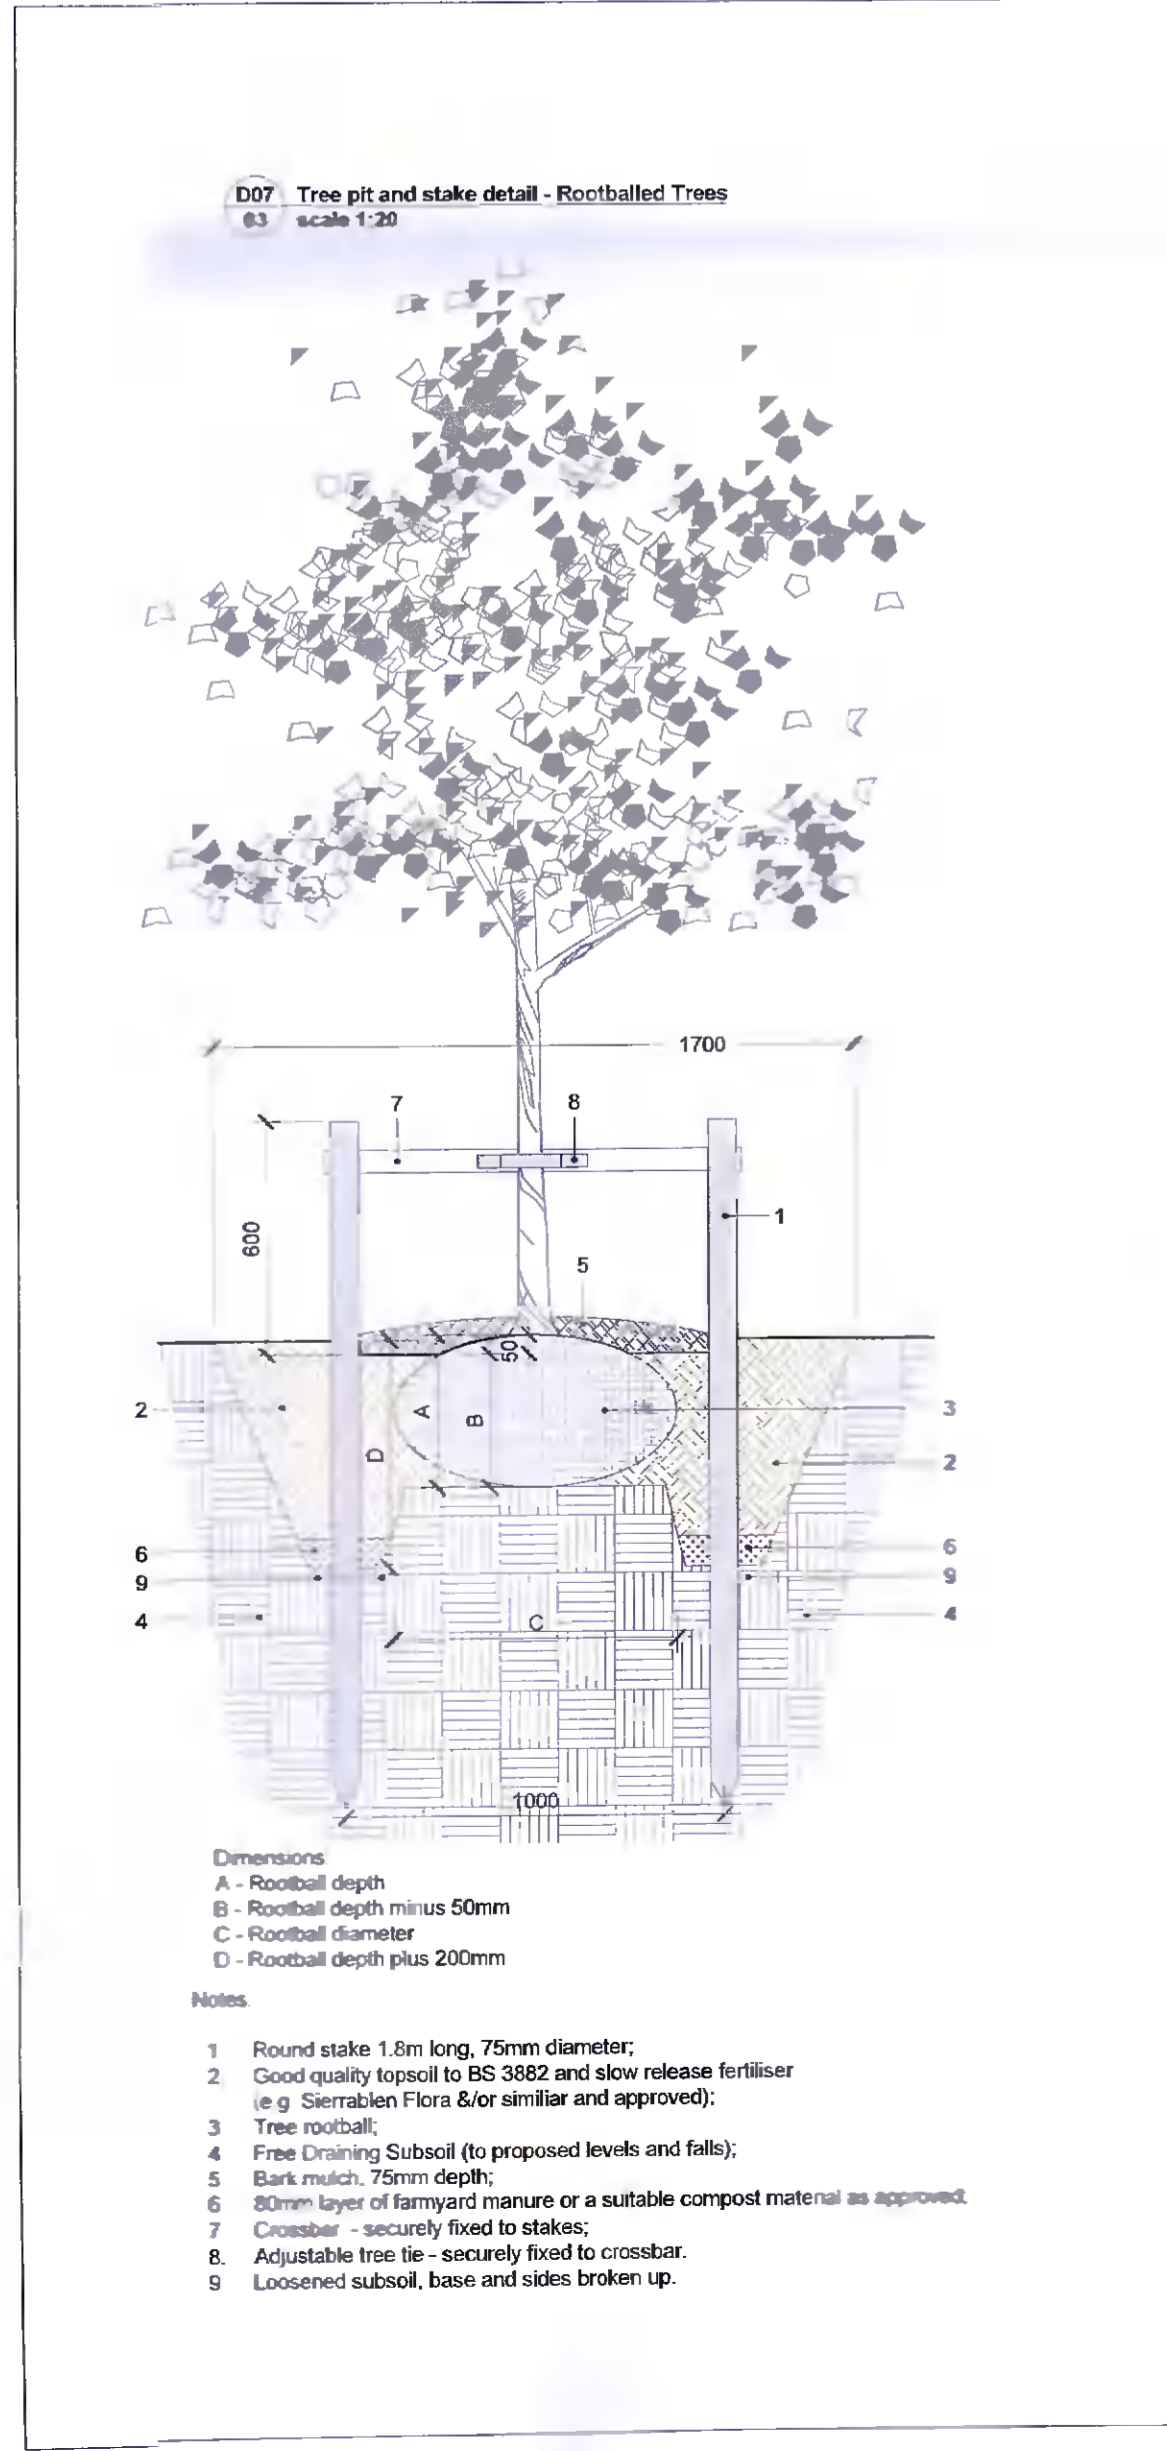 D07 Tree pit and stake detail - Rootballed Trees
03 scale 1:20
1700
7 8
600
1
5
50
2 A B 3
D 2
6 6
9 9
4 C 4
1000
Dimensions
A - Rootball depth
B - Rootball depth minus 50mm
C - Rootball diameter
D - Rootball depth plus 200mm
Notes.
1 Round stake 1.8m long, 75mm diameter;
2 Good quality topsoil to BS 3882 and slow release fertiliser
(e g Sierrablen Flora &/or similiar and approved);
3 Tree rootball;
4 Free Draining Subsoil (to proposed levels and falls);
5 Bark mulch, 75mm depth;
6 80mm layer of farmyard manure or a suitable compost material as approved.
7 Crossbar - securely fixed to stakes;
8. Adjustable tree tie - securely fixed to crossbar.
9 Loosened subsoil, base and sides broken up.